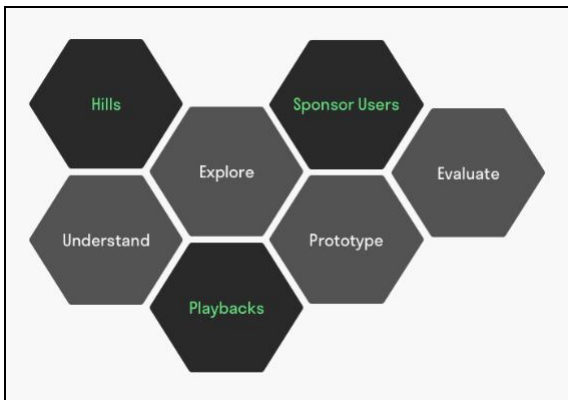 Hills
Sponsor Users
Explore
Evaluate
Understand
Prototype
Playbacks